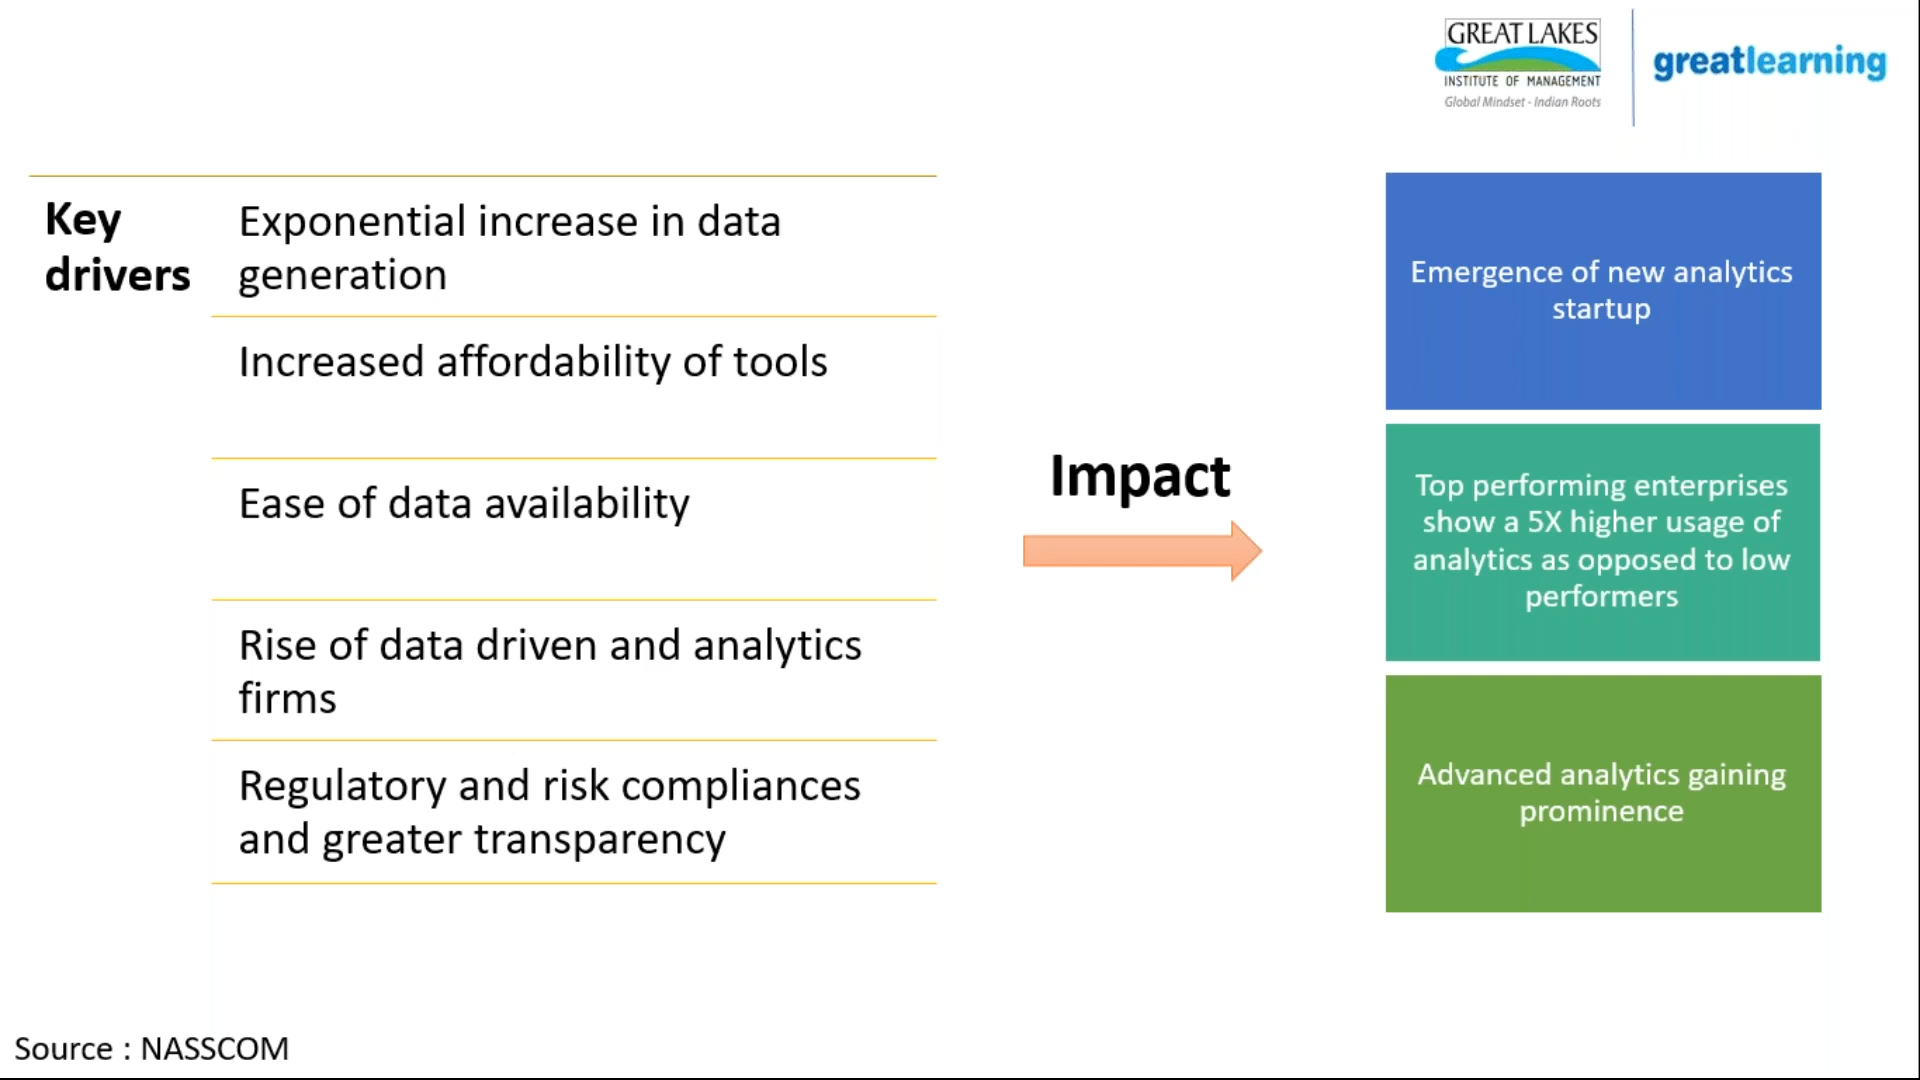 GREAT LAKES
INSTITUTE OF MANAGEMENT
Global Mindset - Indian Roots
greatlearning
Key
drivers
Exponential increase in data
generation
Increased affordability of tools
Ease of data availability
Rise of data driven and analytics
firms
Regulatory and risk compliances
and greater transparency
Impact
Emergence of new analytics
startup
Top performing enterprises
show a 5X higher usage of
analytics as opposed to low
performers
Advanced analytics gaining
prominence
Source : NASSCOM